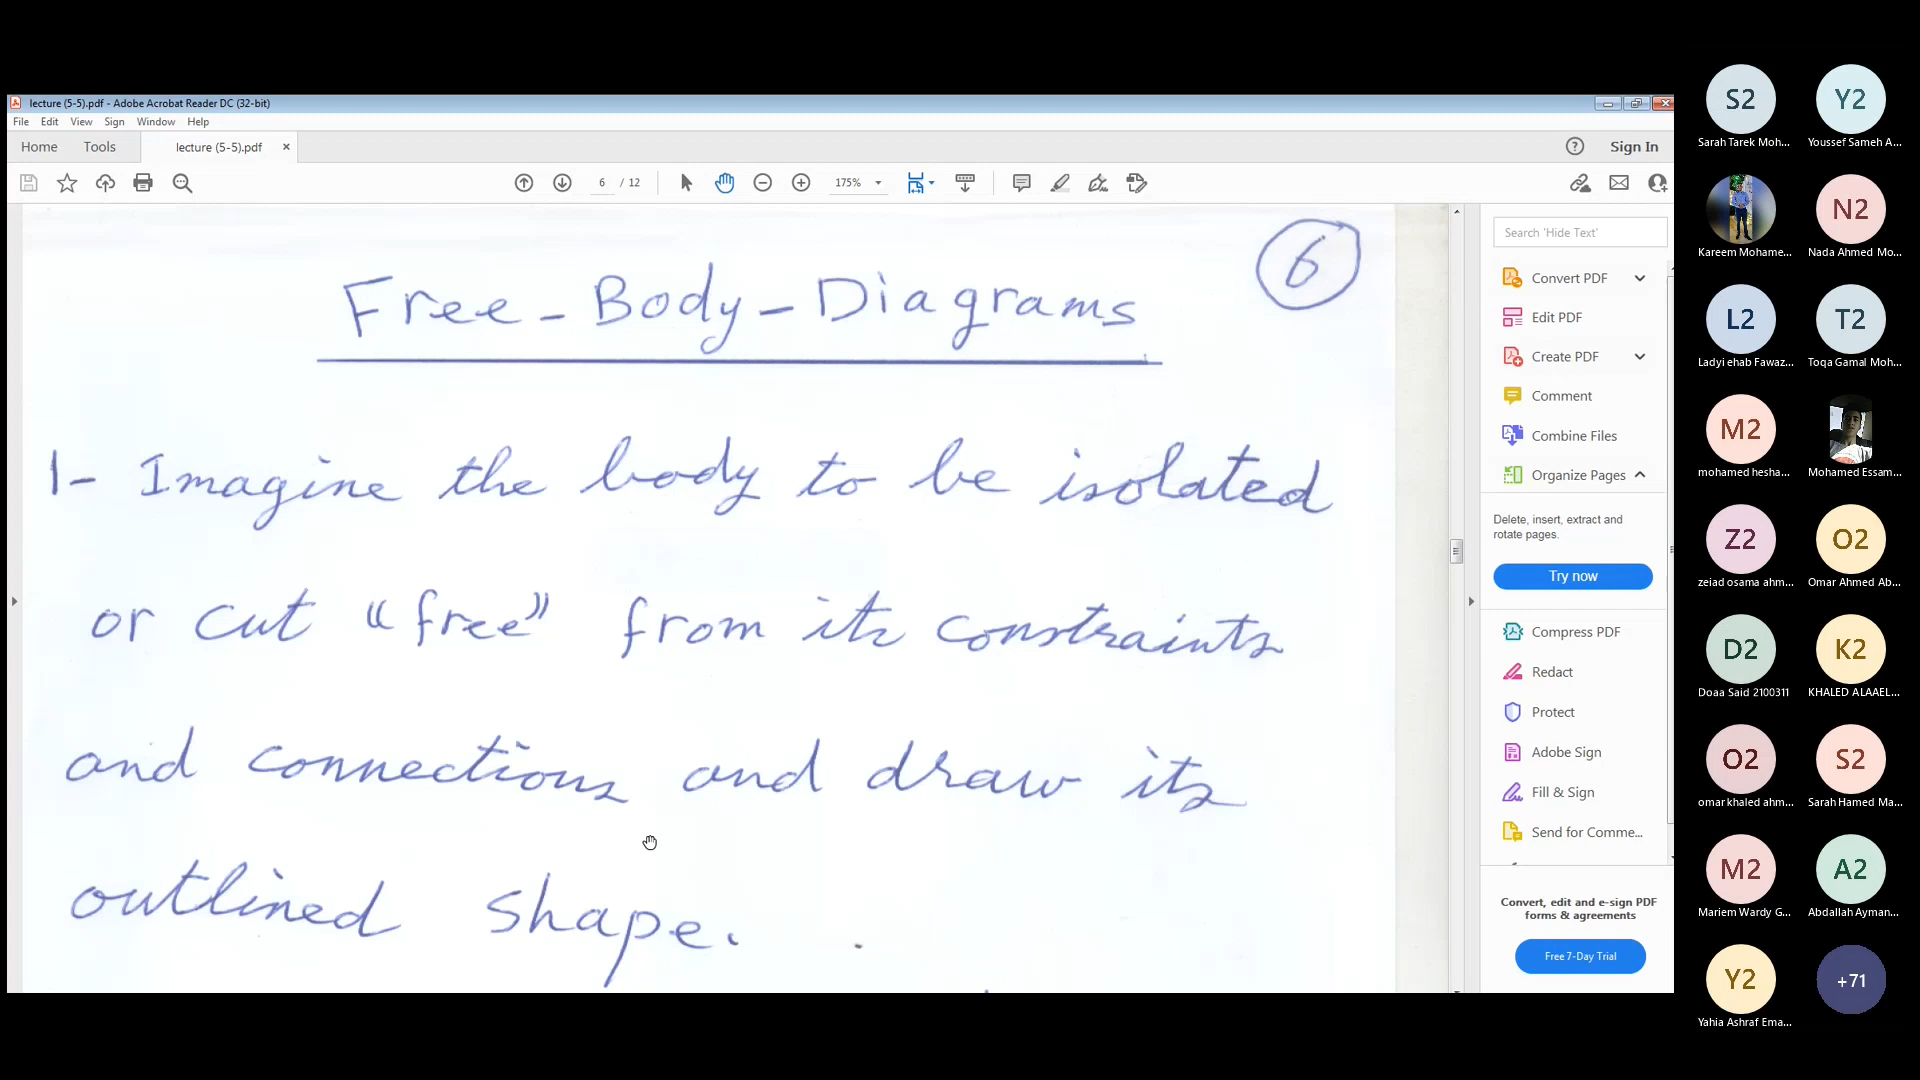 lecture (5-5).pdf - Adobe Acrobat Reader DC (32-bit)
File Edit View Sign Window Help
Home Tools lecture (5-5).pdf × Sign In
6 / 12 175%
6
Free-Body-Diagrams
1- Imagine the body to be isolated
or cut "free" from its constraints
and connections and draw its
outlined shape.
Search 'Hide Text'
Convert PDF
Edit PDF
Create PDF
Comment
Combine Files
Organize Pages
Delete, insert, extract and
rotate pages.
Try now
Compress PDF
Redact
Protect
Adobe Sign
Fill & Sign
Send for Comme...
Convert, edit and e-sign PDF
forms & agreements
Free 7-Day Trial
S2 Y2
Sarah Tarek Moh... Youssef Sameh A...
N2
Kareem Mohame... Nada Ahmed Mo...
L2 T2
Ladyi ehab Fawaz... Toqa Gamal Moh...
M2
mohamed hesha... Mohamed Essam...
Z2 O2
zeiad osama ahm... Omar Ahmed Ab...
D2 K2
Doaa Said 2100311 KHALED ALAAEL...
O2 S2
omar khaled ahm... Sarah Hamed Ma...
M2 A2
Mariem Wardy G... Abdallah Ayman...
Y2 +71
Yahia Ashraf Ema...